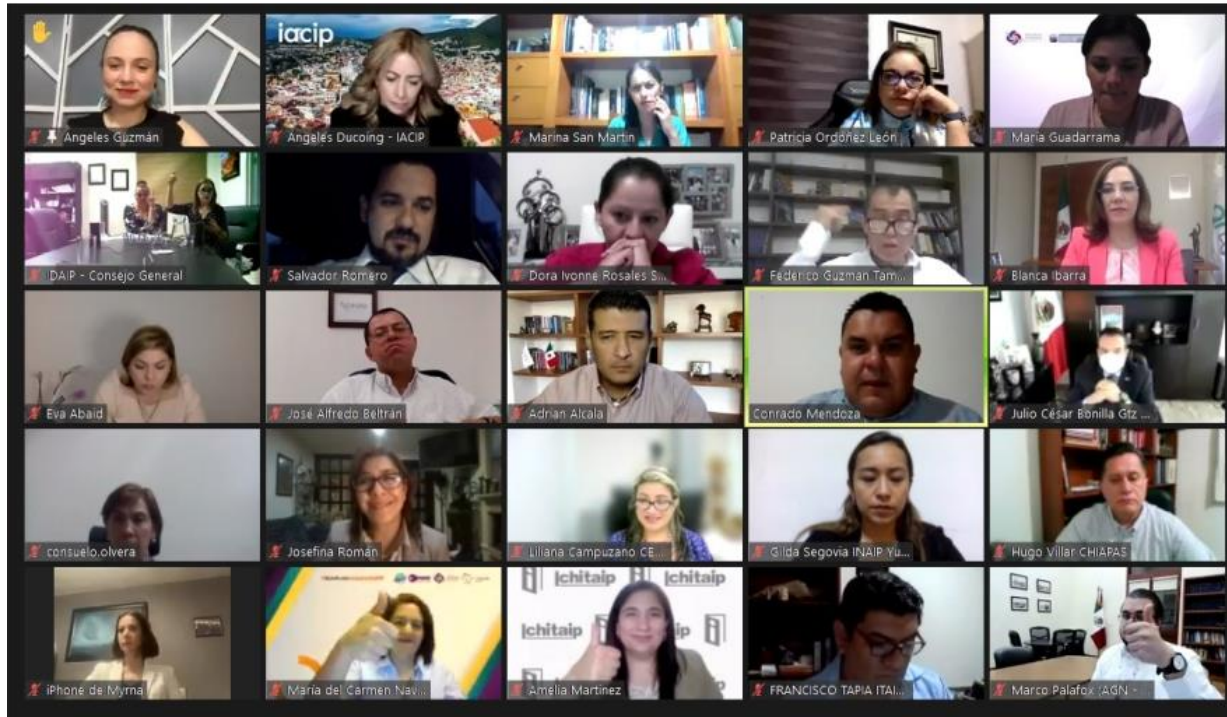 iacip
Angeles Guzmán
Angeles Ducoing - IACIP
Marina San Martin
Patricia Ordoñez León
María Guadarrama
IDAIP - Consejo General
Salvador Romero
Dora Ivonne Rosales S...
Federico Guzman Tam...
Blanca Ibarra
Eva Abaid
José Alfredo Beltrán
Adrian Alcala
Conrado Mendoza
Julio César Bonilla Gtz ...
consuelo.olvera
Josefina Román
Liliana Campuzano CE...
Gilda Segovia INAIP Yu...
Hugo Villar CHIAPAS
Ichitaip Ichitaip
Ichitaip ip
iPhone de Myrna
María del Carmen Nav...
Amelia Martínez
FRANCISCO TAPIA ITAI...
Marco Palafox (AGN -